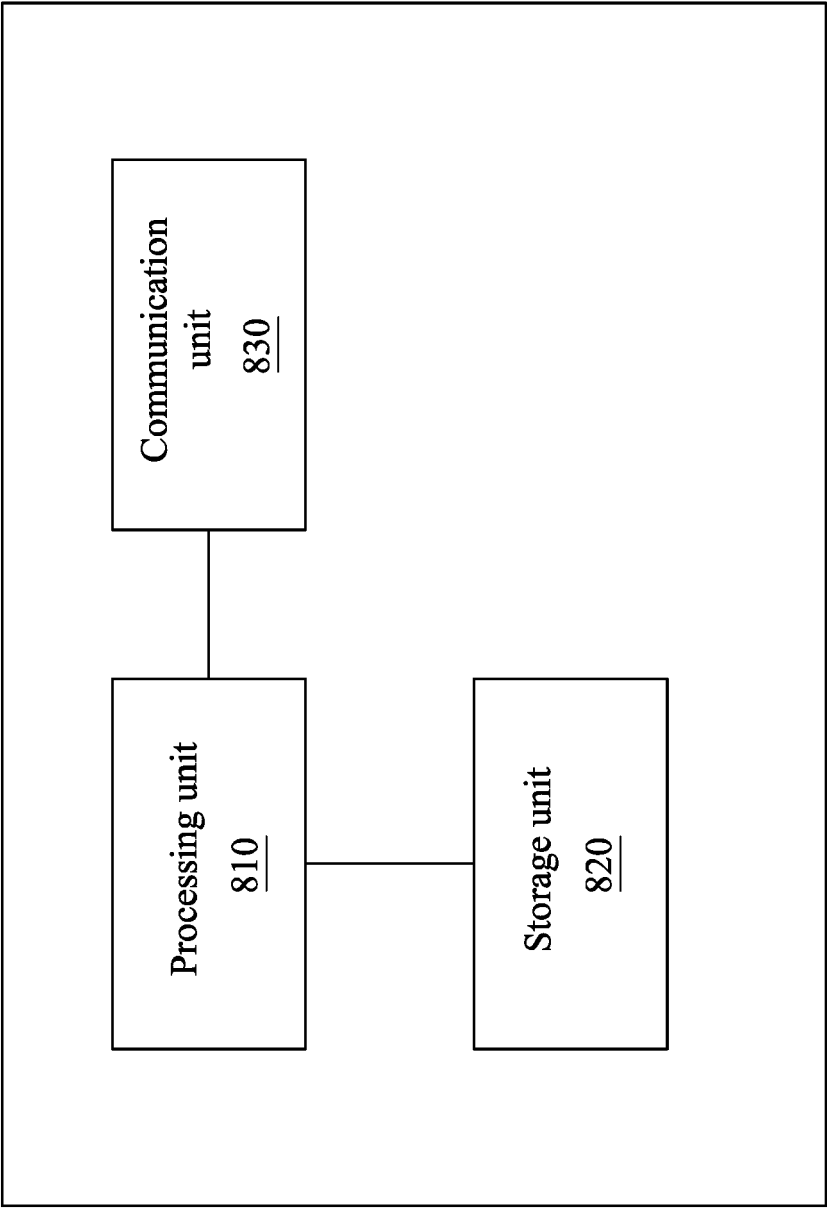 Processing unit
810
Communication
unit
830
Storage unit
820